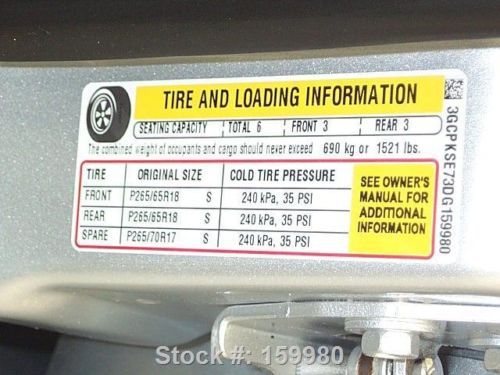 TIRE AND LOADING INFORMATION
SEATING CAPACITY TOTAL 6 FRONT 3 REAR 3
The combined weight of occupants and cargo should never exceed 690 kg or 1521 lbs.
TIRE ORIGINAL SIZE COLD TIRE PRESSURE
FRONT P265/65R18 S 240 kPa, 35 PSI
REAR P265/65R18 S 240 kPa, 35 PSI
SPARE P265/70R17 S 240 kPa, 35 PSI
SEE OWNER'S
MANUAL FOR
ADDITIONAL
INFORMATION
3GCPKSE73DG159980
Stock #: 159980